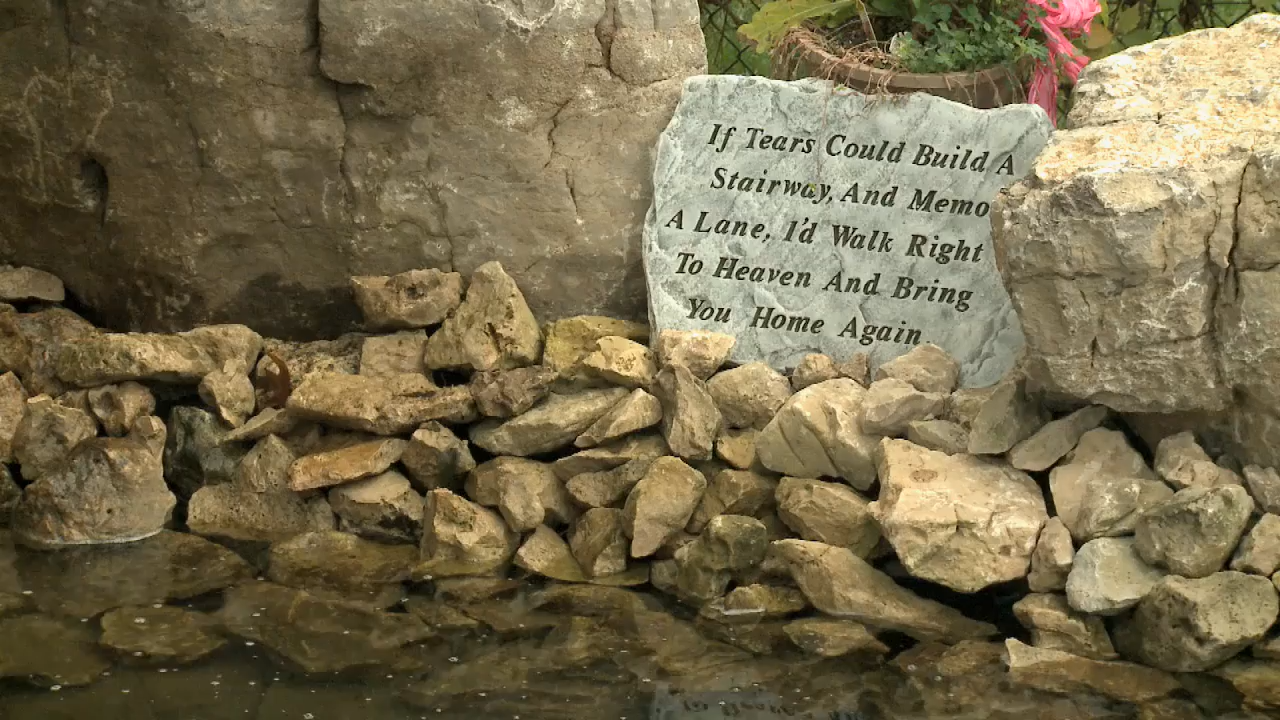 If Tears Could Build A
Stairway, And Memo
A Lane, I'd Walk Right
To Heaven And Bring
You Home Again